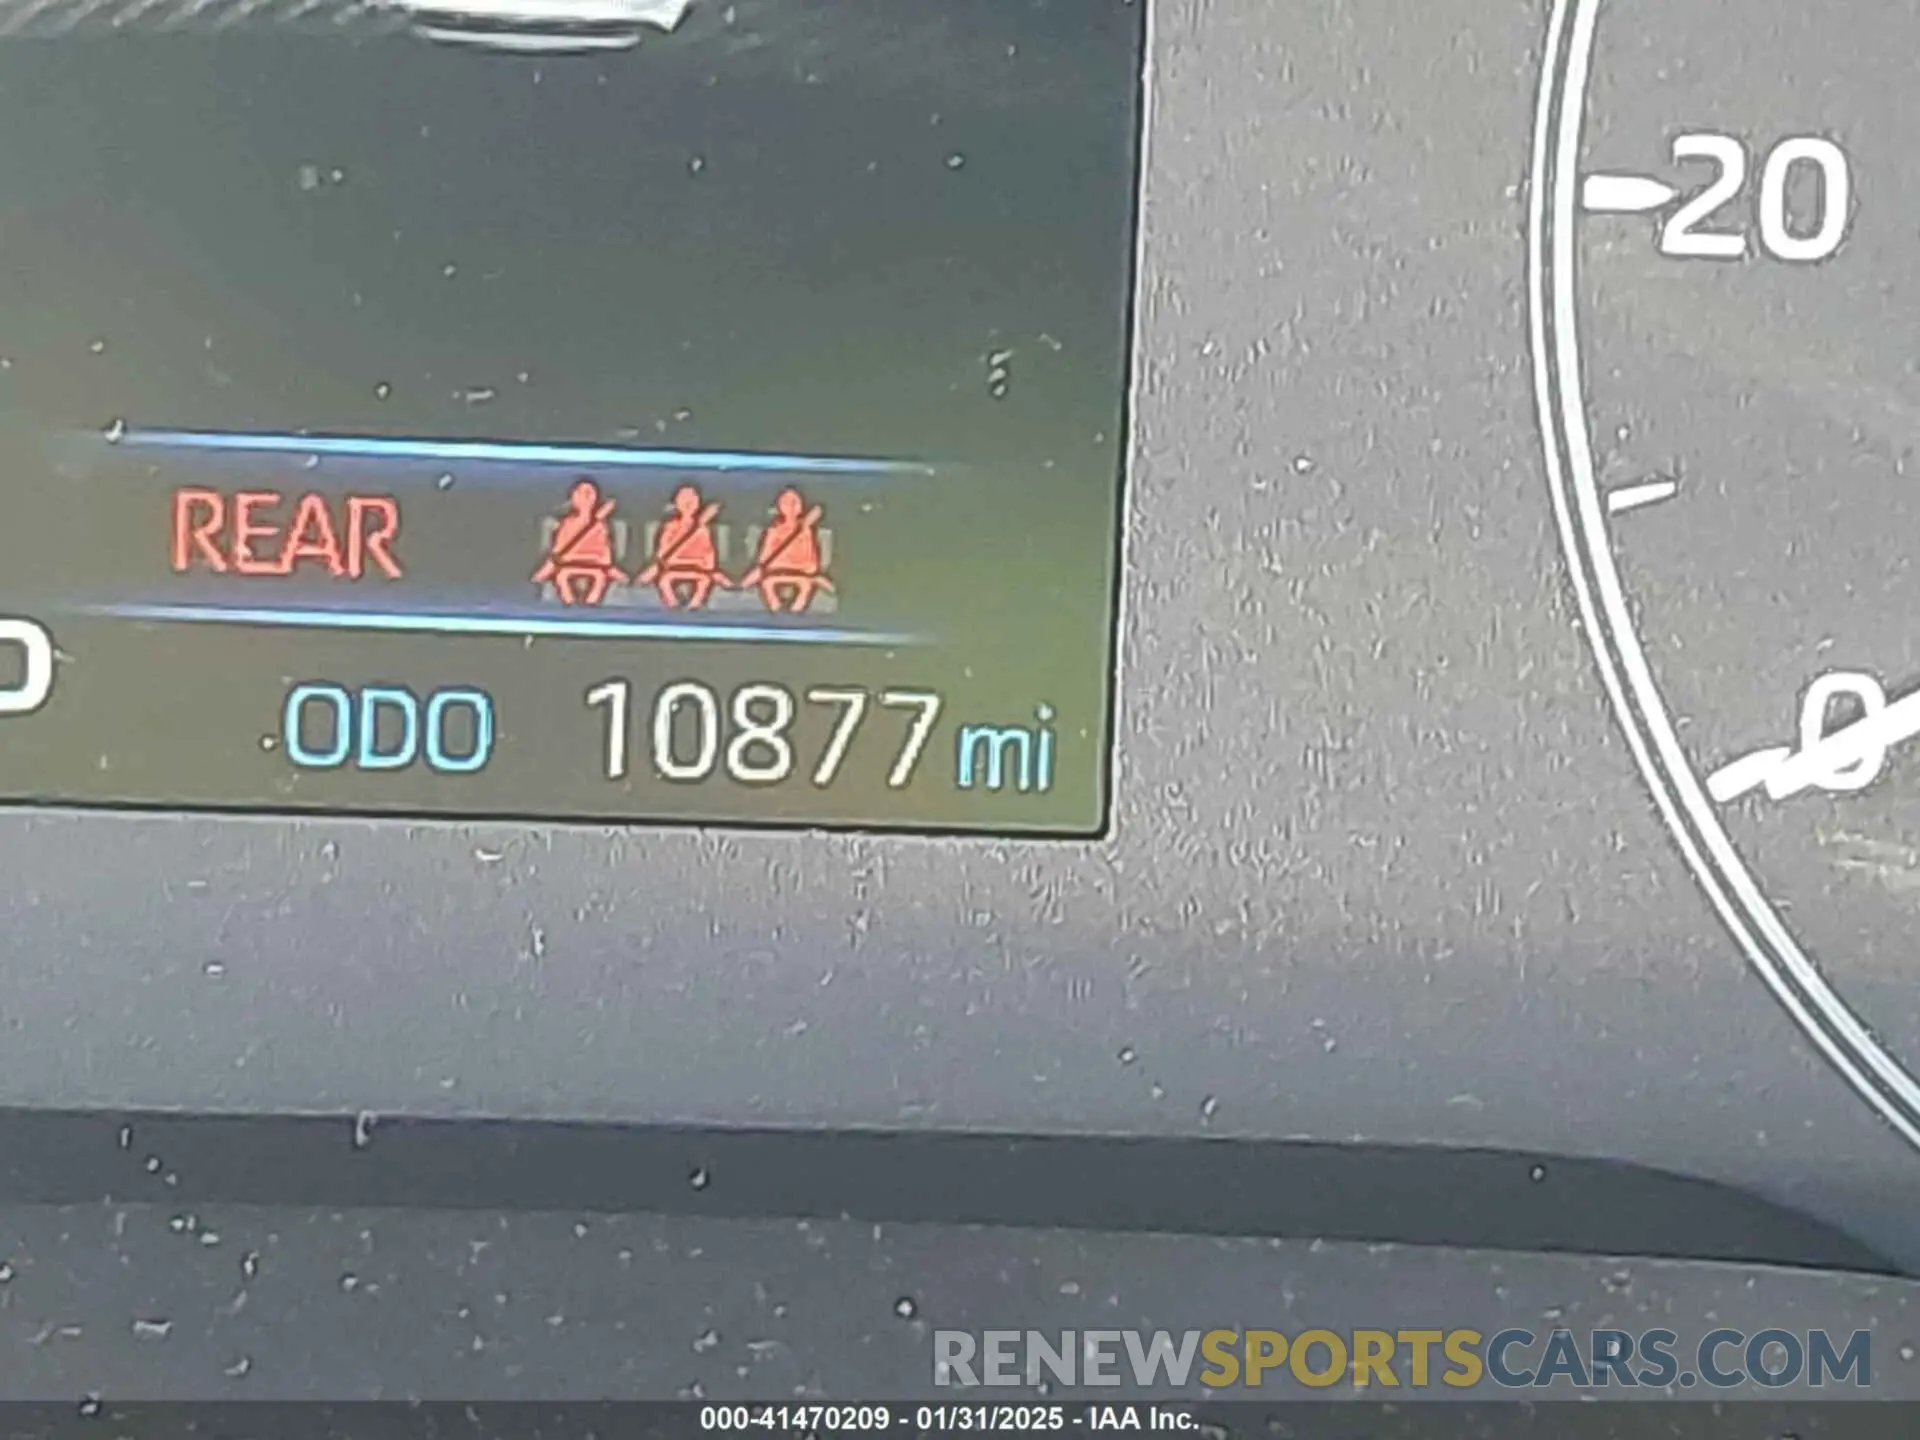 20
REAR
0
ODO 10877 mi
RENEWSPORTSCARS.COM
000-41470209 - 01/31/2025 - IAA Inc.